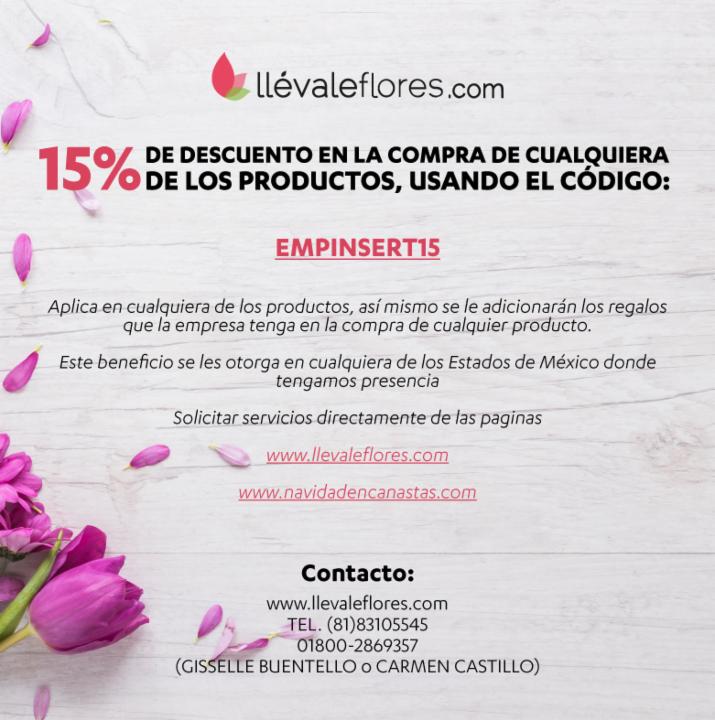 llévaleflores.com
15% DE DESCUENTO EN LA COMPRA DE CUALQUIERA
DE LOS PRODUCTOS, USANDO EL CÓDIGO:
EMPINSERT15
Aplica en cualquiera de los productos, así mismo se le adicionarán los regalos
que la empresa tenga en la compra de cualquier producto.
Este beneficio se les otorga en cualquiera de los Estados de México donde
tengamos presencia
Solicitar servicios directamente de las paginas
www.llevaleflores.com
www.navidadencanastas.com
Contacto:
www.llevaleflores.com
TEL. (81)83105545
01800-2869357
(GISSELLE BUENTELLO o CARMEN CASTILLO)